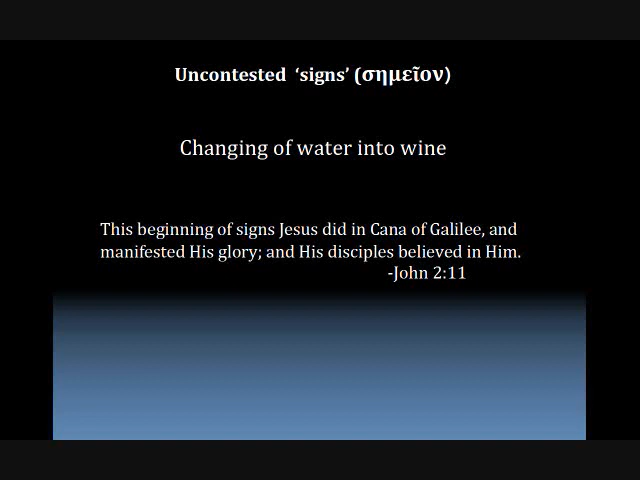 Uncontested ‘signs’ (σημεῖον)
Changing of water into wine
This beginning of signs Jesus did in Cana of Galilee, and
manifested His glory; and His disciples believed in Him.
-John 2:11